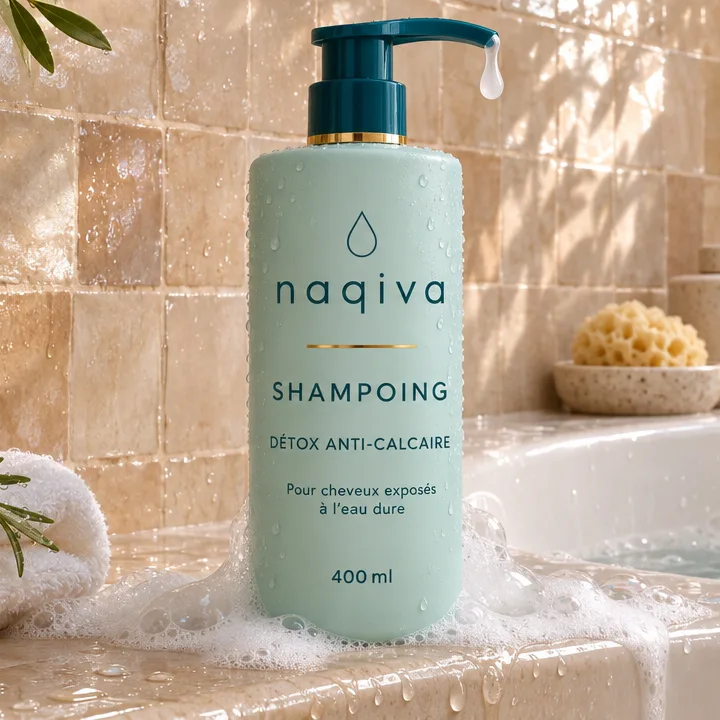 naqiva
SHAMPOING
DÉTOX ANTI-CALCAIRE
Pour cheveux exposés
à l'eau dure
400 ml